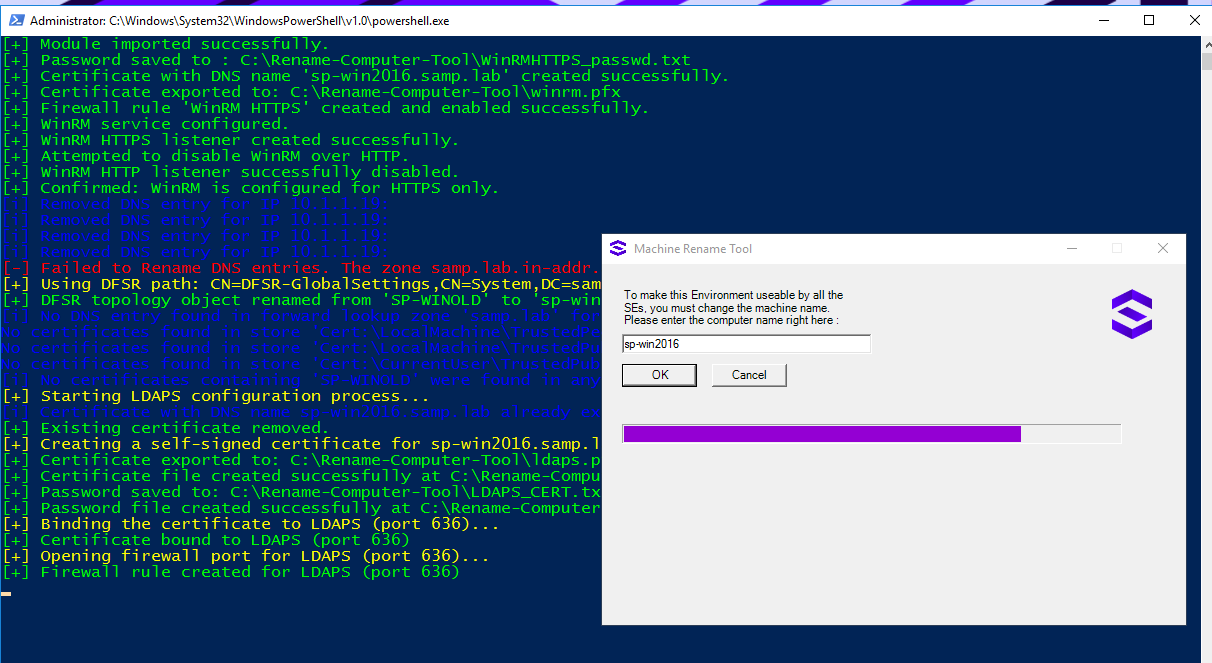 Administrator: C:\Windows\System32\WindowsPowerShell\v1.0\powershell.exe
[+] Module imported successfully.
[+] Password saved to : C:\Rename-Computer-Tool\WinRMHTTPS_passwd.txt
[+] Certificate with DNS name 'sp-win2016.samp.lab' created successfully.
[+] Certificate exported to: C:\Rename-Computer-Tool\winrm.pfx
[+] Firewall rule 'WinRM HTTPS' created and enabled successfully.
[+] WinRM service configured.
[+] WinRM HTTPS listener created successfully.
[+] Attempted to disable WinRM over HTTP.
[+] WinRM HTTP listener successfully disabled.
[+] Confirmed: WinRM is configured for HTTPS only.
[i] Removed DNS entry for IP 10.1.1.19:
[i] Removed DNS entry for IP 10.1.1.19:
[i] Removed DNS entry for IP 10.1.1.19:
[i] Removed DNS entry for IP 10.1.1.19:
[-] Failed to Rename DNS entries. The zone samp.lab.in-addr.
[+] Using DFSR path: CN=DFSR-GlobalSettings,CN=System,DC=sam
[+] DFSR topology object renamed from 'SP-WINOLD' to 'sp-win
[i] No DNS entry found in forward lookup zone 'samp.lab' for
No certificates found in store 'Cert:\LocalMachine\TrustedPe
No certificates found in store 'Cert:\LocalMachine\TrustedPu
No certificates found in store 'Cert:\CurrentUser\TrustedPub
[i] No certificates containing 'SP-WINOLD' were found in any
[+] Starting LDAPS configuration process...
[i] Certificate with DNS name sp-win2016.samp.lab already ex
[+] Existing certificate removed.
[+] Creating a self-signed certificate for sp-win2016.samp.l
[+] Certificate exported to: C:\Rename-Computer-Tool\ldaps.p
[+] Certificate file created successfully at C:\Rename-Compu
[+] Password saved to: C:\Rename-Computer-Tool\LDAPS_CERT.tx
[+] Password file created successfully at C:\Rename-Computer
[+] Binding the certificate to LDAPS (port 636)...
[+] Certificate bound to LDAPS (port 636)
[+] Opening firewall port for LDAPS (port 636)...
[+] Firewall rule created for LDAPS (port 636)
Machine Rename Tool
To make this Environment useable by all the
SEs, you must change the machine name.
Please enter the computer name right here :
sp-win2016
OK
Cancel